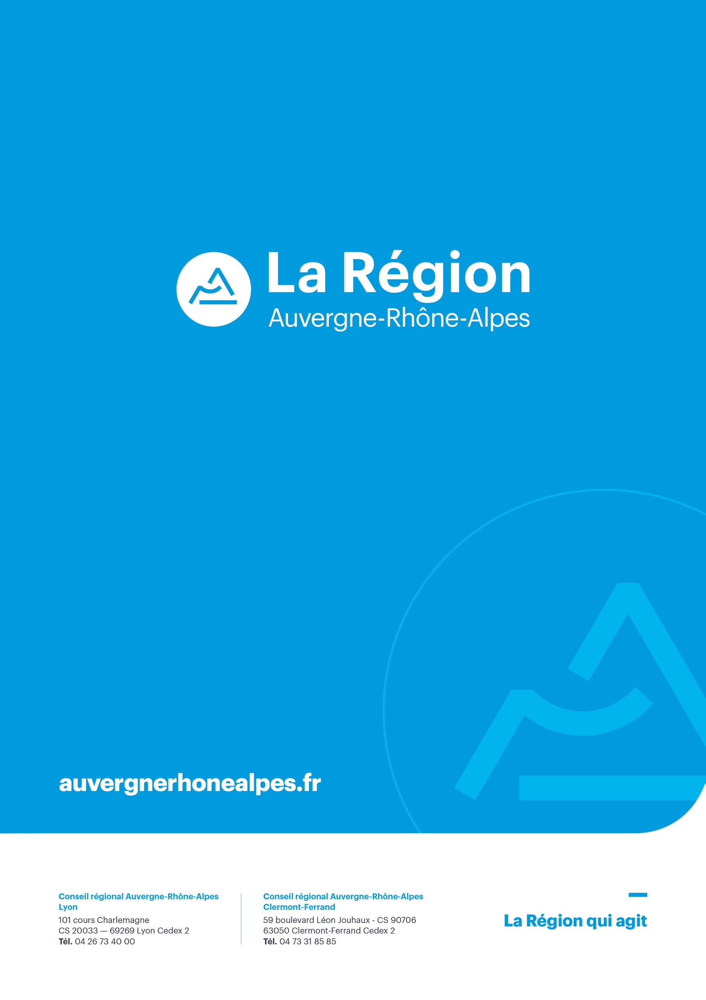 La Région
Auvergne-Rhône-Alpes
auvergnerhonealpes.fr
Conseil régional Auvergne-Rhône-Alpes
Lyon
101 cours Charlemagne
CS 20033 — 69269 Lyon Cedex 2
Tél. 04 26 73 40 00
Conseil régional Auvergne-Rhône-Alpes
Clermont-Ferrand
59 boulevard Léon Jouhaux - CS 90706
63050 Clermont-Ferrand Cedex 2
Tél. 04 73 31 85 85
La Région qui agit